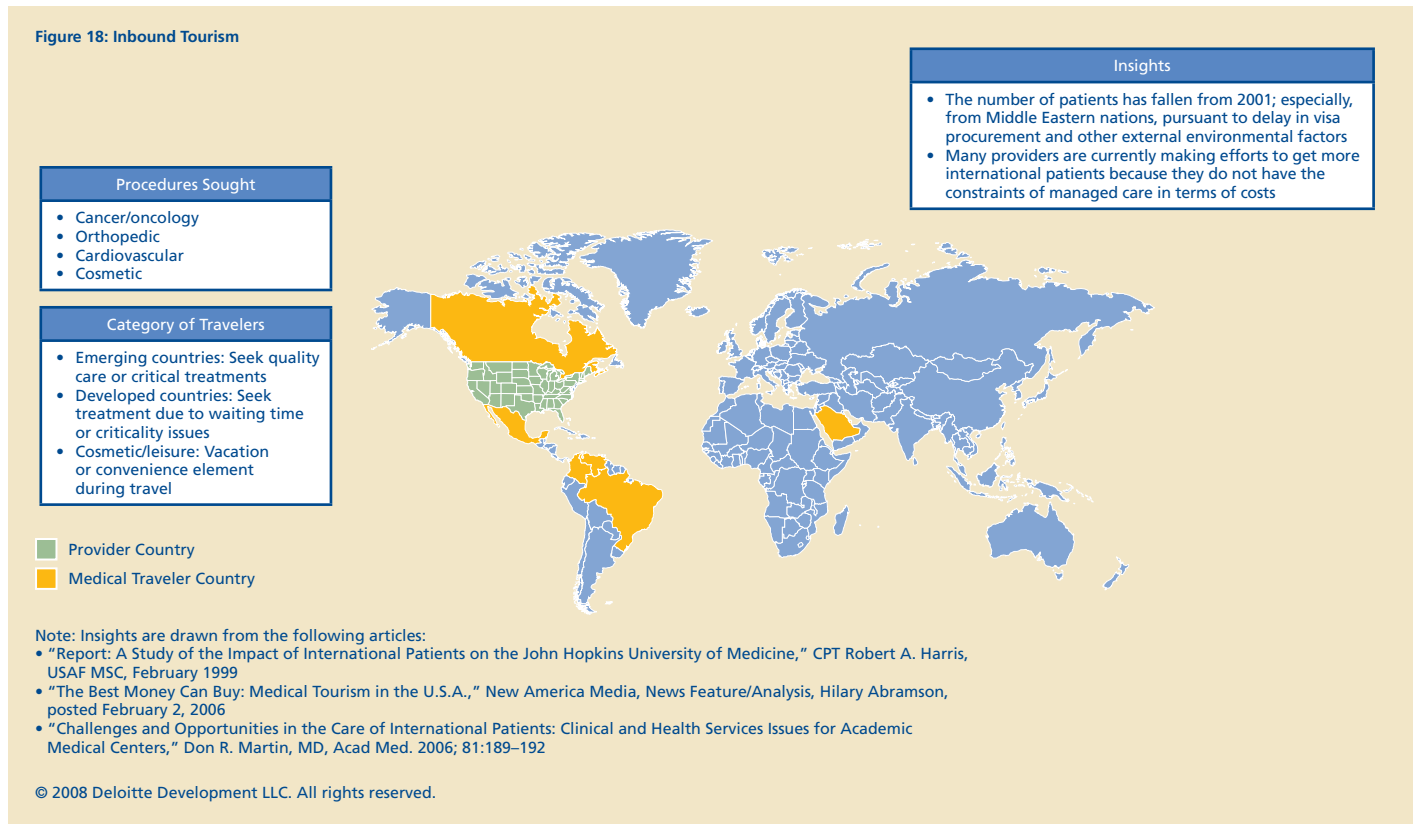 Figure 18: Inbound Tourism
Insights
• The number of patients has fallen from 2001; especially,
from Middle Eastern nations, pursuant to delay in visa
procurement and other external environmental factors
• Many providers are currently making efforts to get more
international patients because they do not have the
constraints of managed care in terms of costs
Procedures Sought
• Cancer/oncology
• Orthopedic
• Cardiovascular
• Cosmetic
Category of Travelers
• Emerging countries: Seek quality
care or critical treatments
• Developed countries: Seek
treatment due to waiting time
or criticality issues
• Cosmetic/leisure: Vacation
or convenience element
during travel
Provider Country
Medical Traveler Country
Note: Insights are drawn from the following articles:
• “Report: A Study of the Impact of International Patients on the John Hopkins University of Medicine,” CPT Robert A. Harris,
USAF MSC, February 1999
• “The Best Money Can Buy: Medical Tourism in the U.S.A.,” New America Media, News Feature/Analysis, Hilary Abramson,
posted February 2, 2006
• “Challenges and Opportunities in the Care of International Patients: Clinical and Health Services Issues for Academic
Medical Centers,” Don R. Martin, MD, Acad Med. 2006; 81:189–192
© 2008 Deloitte Development LLC. All rights reserved.